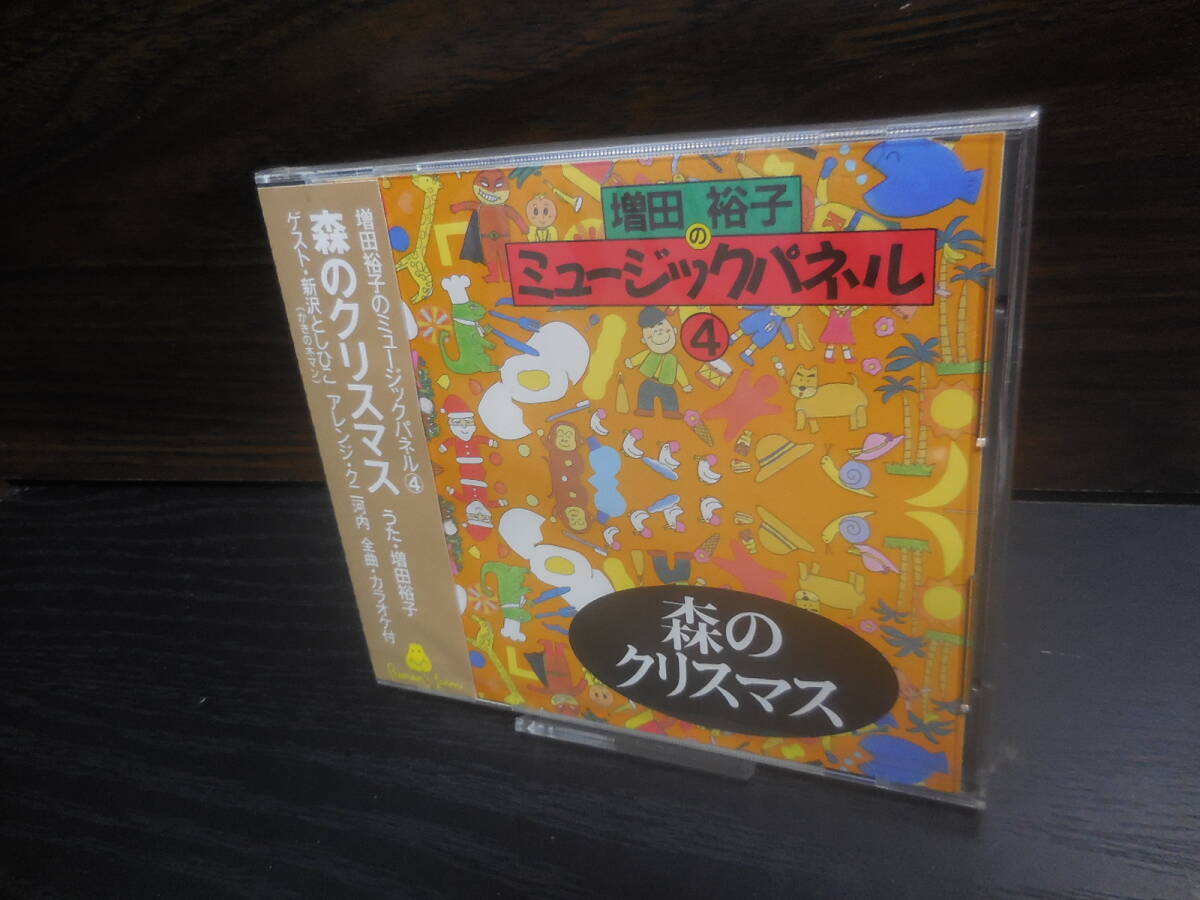 増田裕子のミュージックパネル④ うた・増田裕子
森のクリスマス
ゲスト・新沢としひこ アレンジ・クニ河内 全曲・カラオケ付
(かきの木マン)
増田裕子
の
ミュージックパネル
④
森の
クリスマス